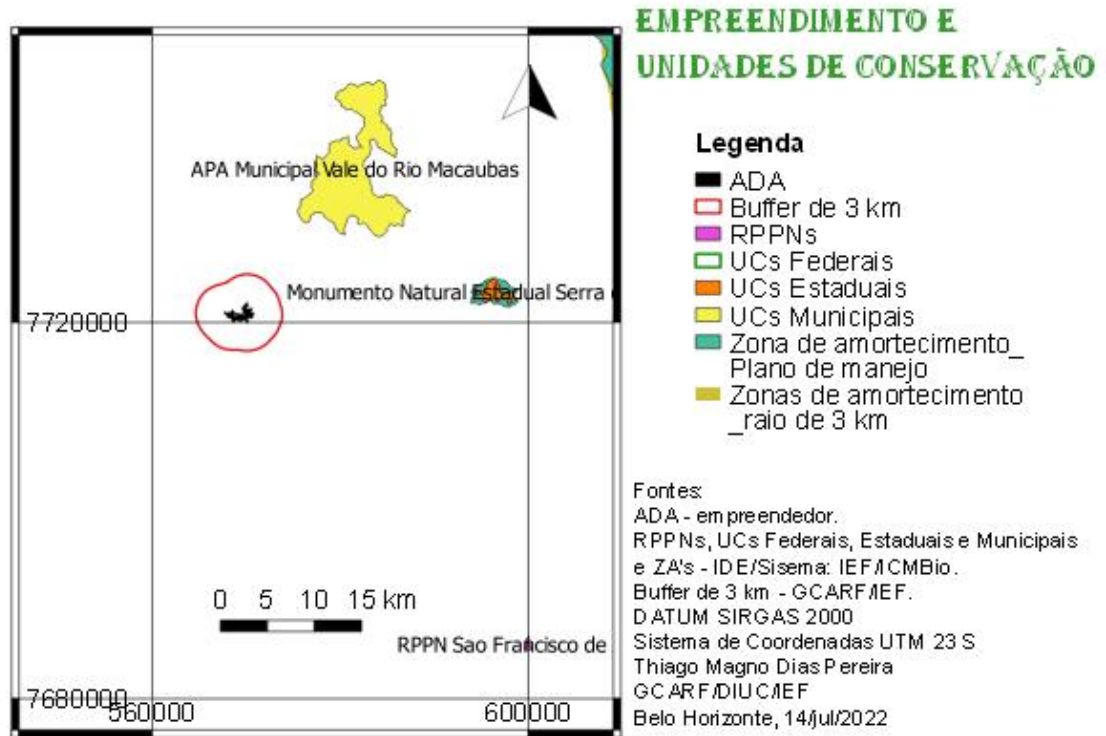 EMPREENDIMENTO E
UNIDADES DE CONSERVAÇÃO
APA Municipal Vale do Rio Macaubas
Monumento Natural Estadual Serra
7720000
0 5 10 15 km
RPPN Sao Francisco de
7680000
560000
600000
Legenda
ADA
Buffer de 3 km
RPPNs
UCs Federais
UCs Estaduais
UCs Municipais
Zona de amortecimento_
Plano de manejo
Zonas de amortecimento
_raio de 3 km
Fontes:
ADA - empreendedor.
RPPNs, UCs Federais, Estaduais e Municipais
e ZA's - IDE/Sisema: IEF/ICMBio.
Buffer de 3 km - GCARF/IEF.
DATUM SIRGAS 2000
Sistema de Coordenadas UTM 23 S
Thiago Magno Dias Pereira
GCARF/DIUC/IEF
Belo Horizonte, 14/jul/2022